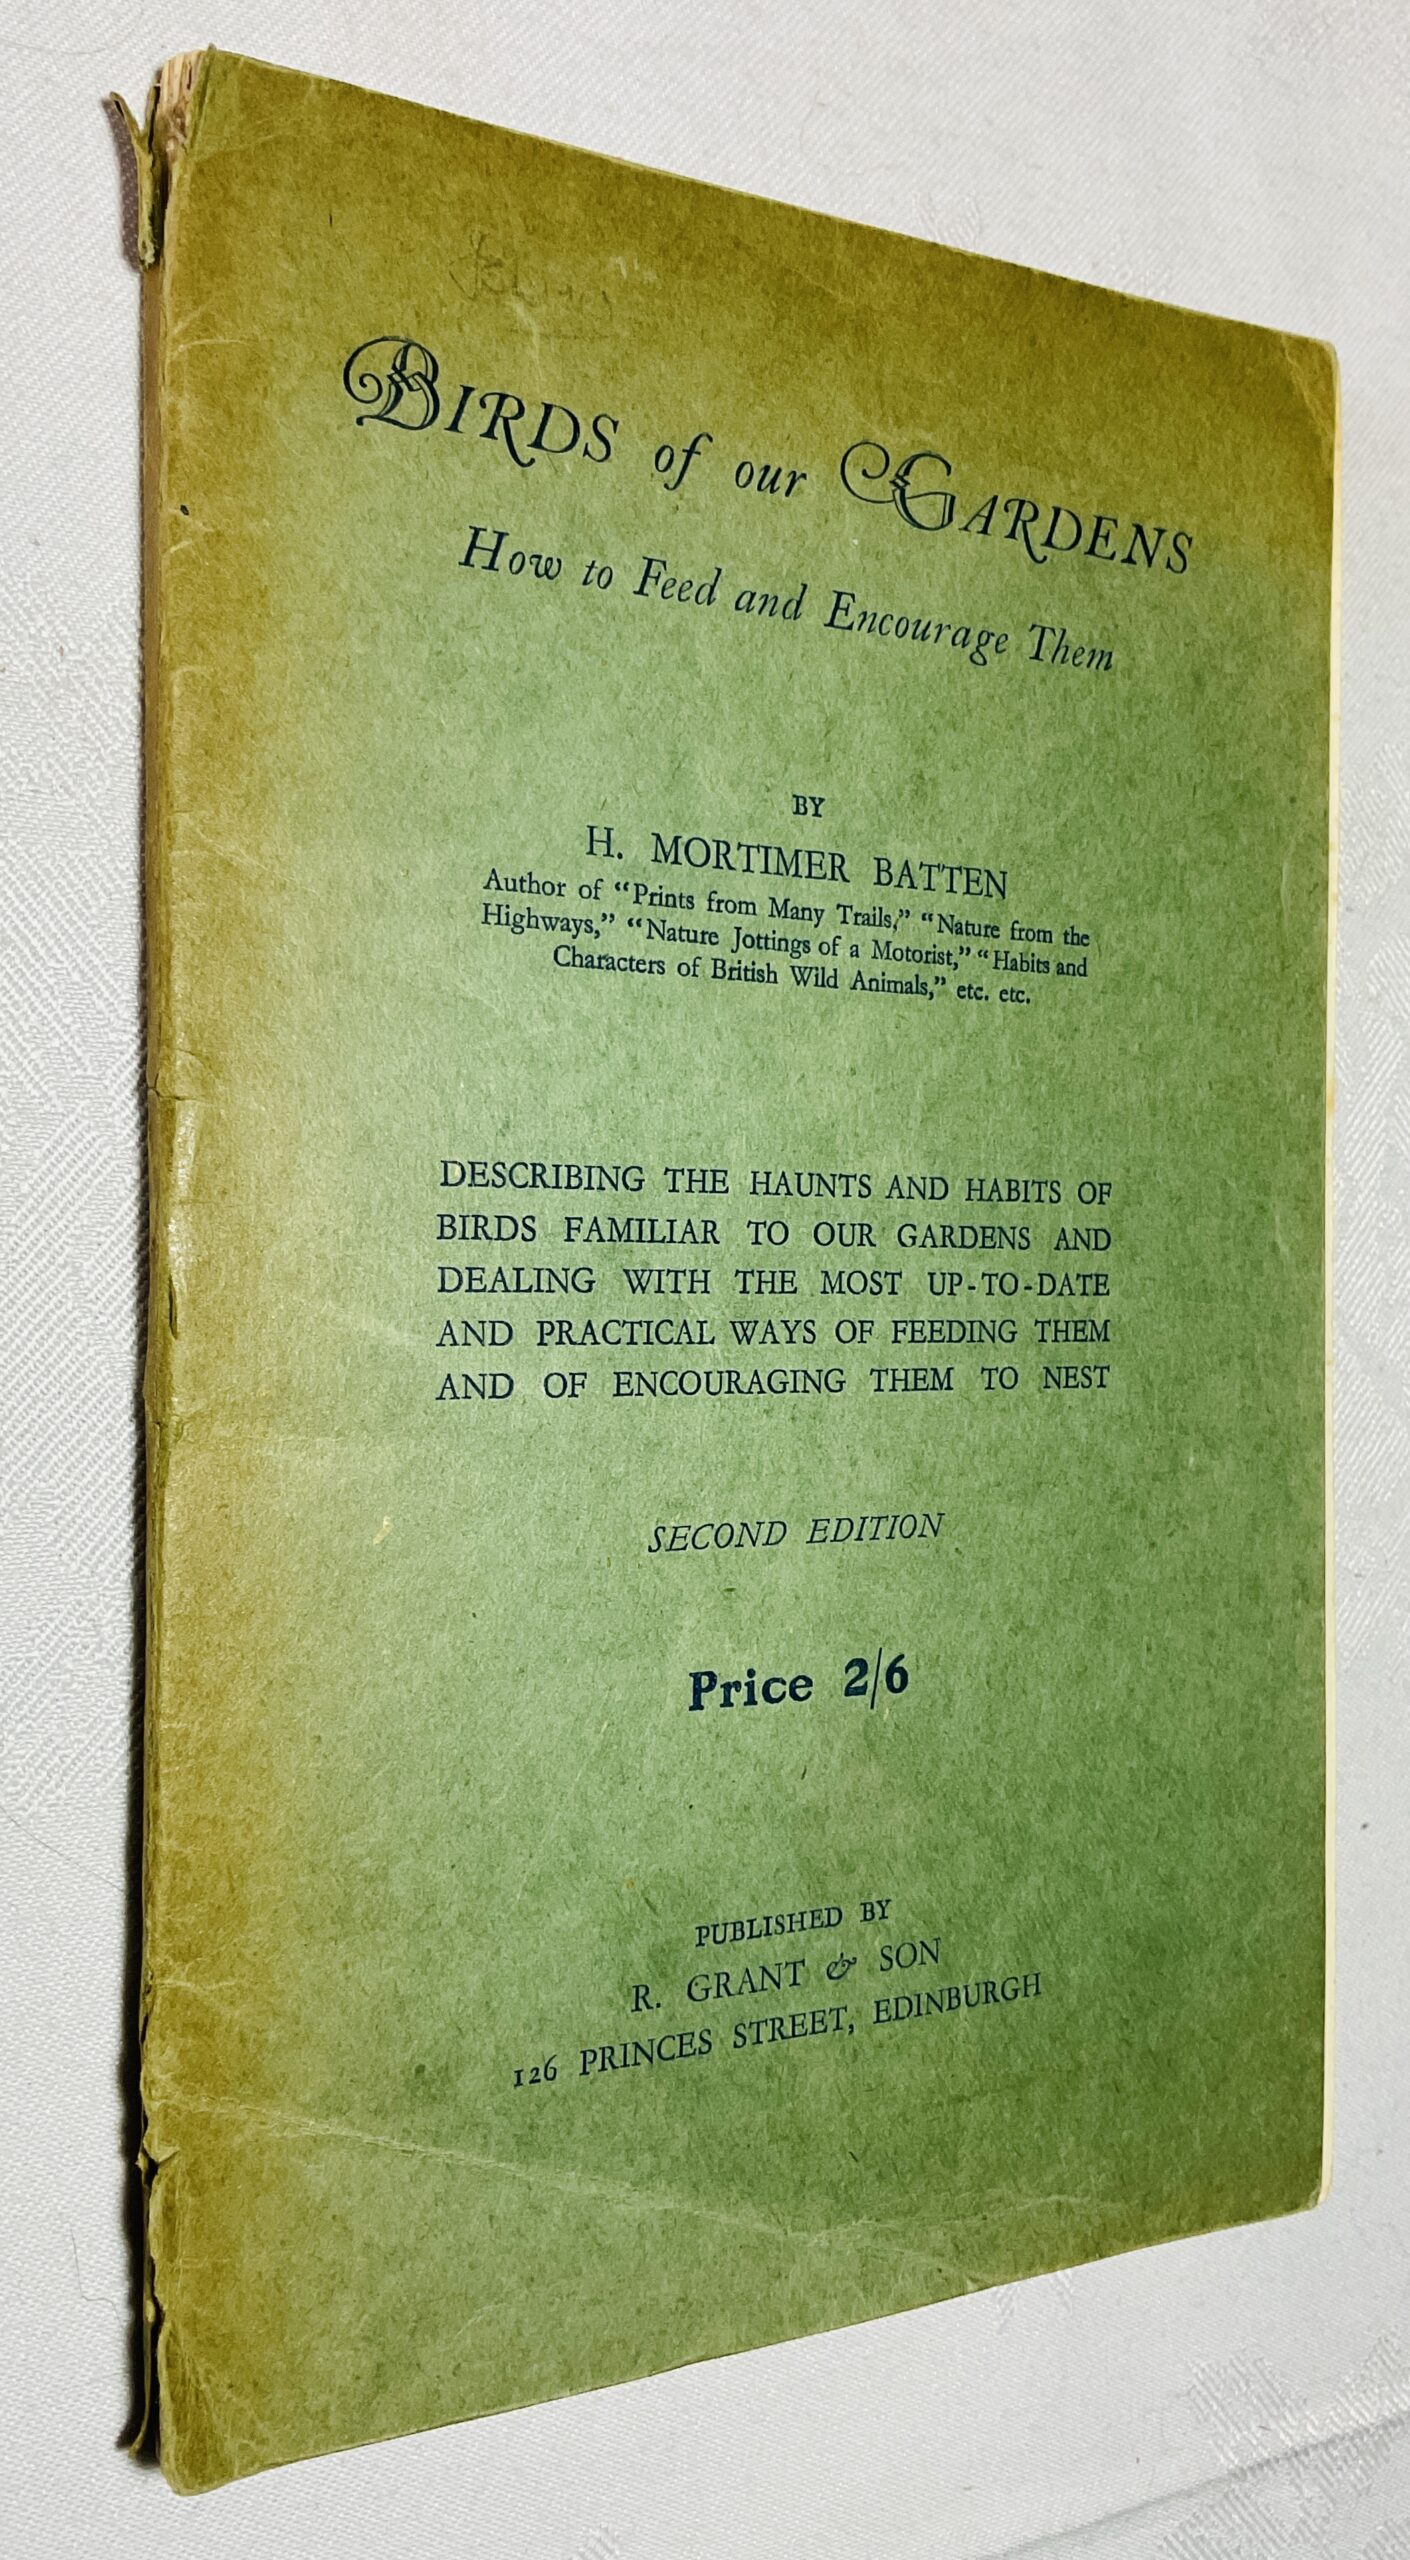 BIRDS of our GARDENS
How to Feed and Encourage Them
BY
H. MORTIMER BATTEN
Author of “Prints from Many Trails,” “Nature from the
Highways,” “Nature Jottings of a Motorist,” “Habits and
Characters of British Wild Animals,” etc. etc.
DESCRIBING THE HAUNTS AND HABITS OF
BIRDS FAMILIAR TO OUR GARDENS AND
DEALING WITH THE MOST UP-TO-DATE
AND PRACTICAL WAYS OF FEEDING THEM
AND OF ENCOURAGING THEM TO NEST
SECOND EDITION
Price 2/6
PUBLISHED BY
R. GRANT & SON
126 PRINCES STREET, EDINBURGH